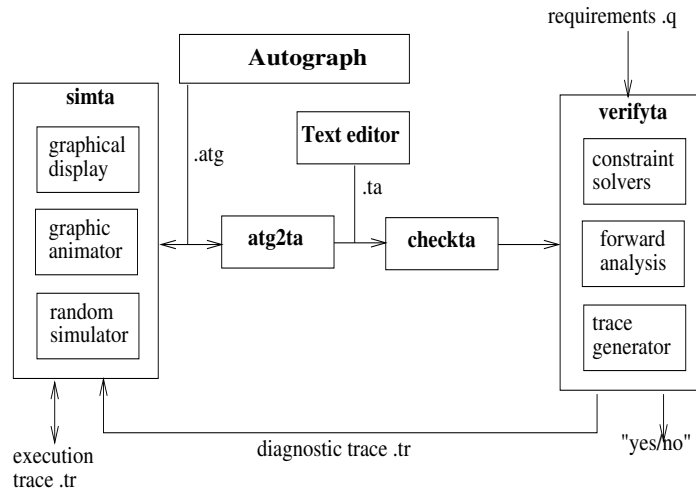 requirements .q
Autograph
simta
verifyta
graphical
display
Text editor
constraint
solvers
.atg
.ta
graphic
animator
atg2ta
checkta
forward
analysis
random
simulator
trace
generator
execution
trace .tr
diagnostic trace .tr
"yes/no"